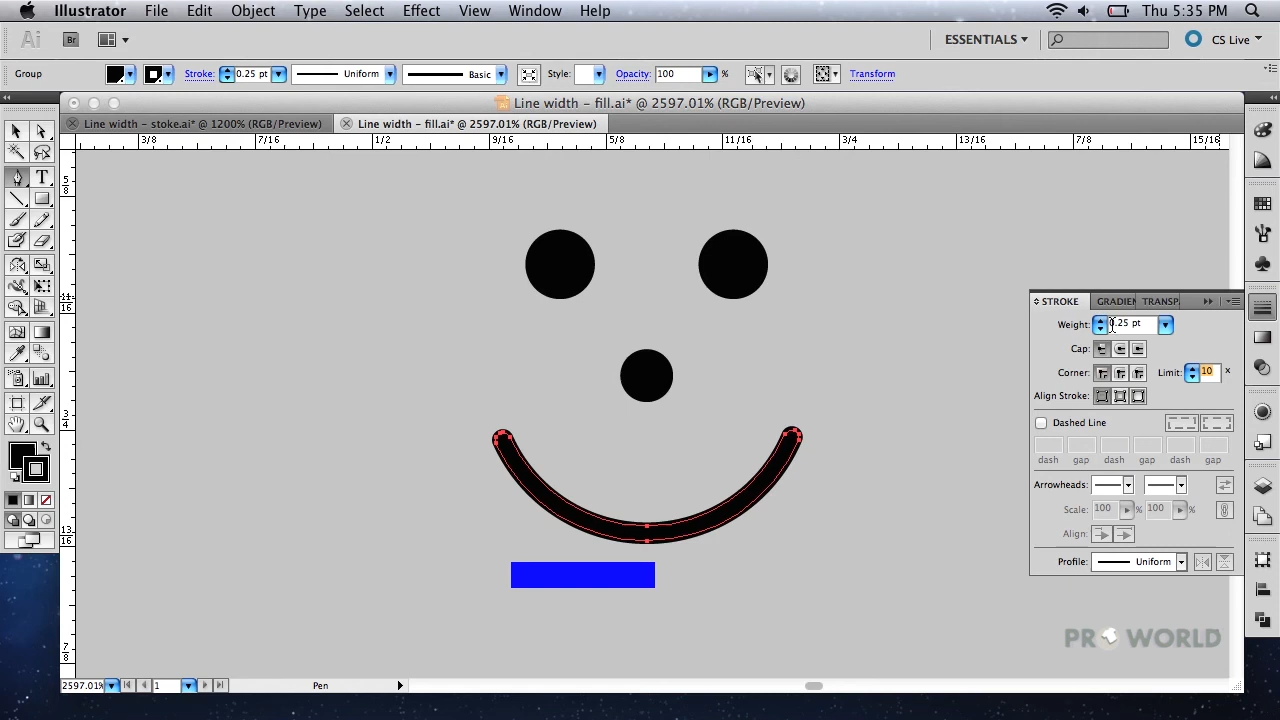 Illustrator File Edit Object Type Select Effect View Window Help Thu 5:35 PM
Ai Br ESSENTIALS CS Live
Group Stroke: 0.25 pt Uniform Basic Style: Opacity: 100 % Transform
Line width - fill.ai* @ 2597.01% (RGB/Preview)
Line width - stoke.ai* @ 1200% (RGB/Preview) Line width - fill.ai* @ 2597.01% (RGB/Preview)
3/8 7/16 1/2 9/16 5/8 11/16 3/4 13/16 7/8 15/16
5
8
11
16
3
4
13
16
7
8
T
STROKE GRADIEN TRANSP
Weight: 0.25 pt
Cap:
Corner: Limit: 10 x
Align Stroke:
Dashed Line
dash gap dash gap dash gap
Arrowheads:
Scale: 100 % 100 %
Align:
Profile: Uniform
PRO WORLD
2597.01% 1 Pen